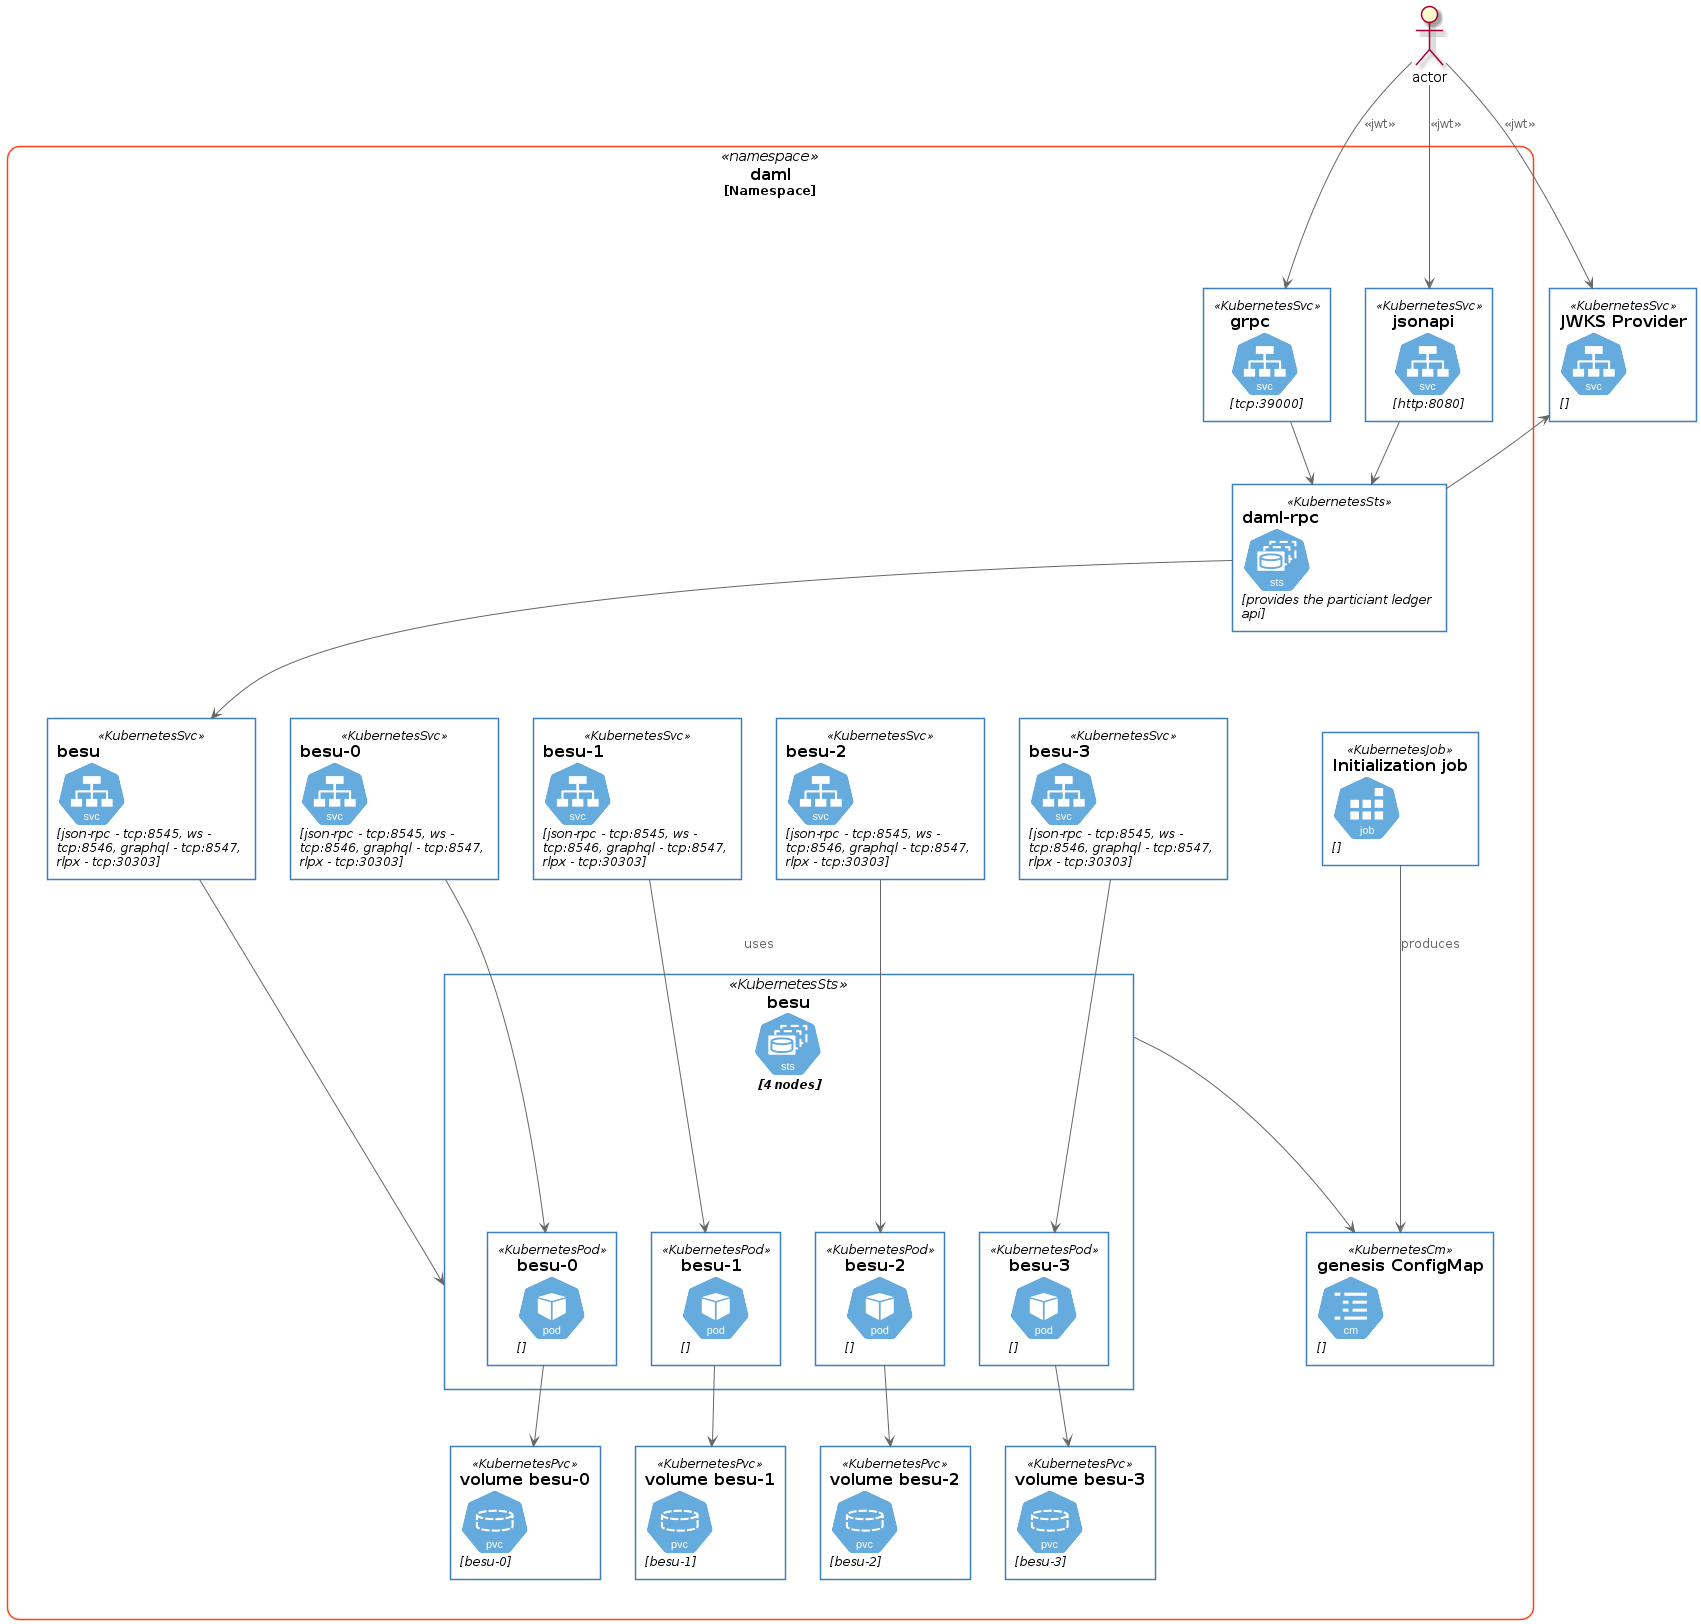 actor
«jwt»
«jwt»
«jwt»
«namespace»
daml
[Namespace]
«KubernetesSvc»
grpc
svc
[tcp:39000]
«KubernetesSvc»
jsonapi
svc
[http:8080]
«KubernetesSvc»
JWKS Provider
svc
[]
«KubernetesSts»
daml-rpc
sts
[provides the particiant ledger
api]
«KubernetesSvc»
besu
svc
[json-rpc - tcp:8545, ws -
tcp:8546, graphql - tcp:8547,
rlpx - tcp:30303]
«KubernetesSvc»
besu-0
svc
[json-rpc - tcp:8545, ws -
tcp:8546, graphql - tcp:8547,
rlpx - tcp:30303]
«KubernetesSvc»
besu-1
svc
[json-rpc - tcp:8545, ws -
tcp:8546, graphql - tcp:8547,
rlpx - tcp:30303]
«KubernetesSvc»
besu-2
svc
[json-rpc - tcp:8545, ws -
tcp:8546, graphql - tcp:8547,
rlpx - tcp:30303]
«KubernetesSvc»
besu-3
svc
[json-rpc - tcp:8545, ws -
tcp:8546, graphql - tcp:8547,
rlpx - tcp:30303]
«KubernetesJob»
Initialization job
job
[]
uses
produces
«KubernetesSts»
besu
sts
[4 nodes]
«KubernetesPod»
besu-0
pod
[]
«KubernetesPod»
besu-1
pod
[]
«KubernetesPod»
besu-2
pod
[]
«KubernetesPod»
besu-3
pod
[]
«KubernetesCm»
genesis ConfigMap
cm
[]
«KubernetesPvc»
volume besu-0
pvc
[besu-0]
«KubernetesPvc»
volume besu-1
pvc
[besu-1]
«KubernetesPvc»
volume besu-2
pvc
[besu-2]
«KubernetesPvc»
volume besu-3
pvc
[besu-3]